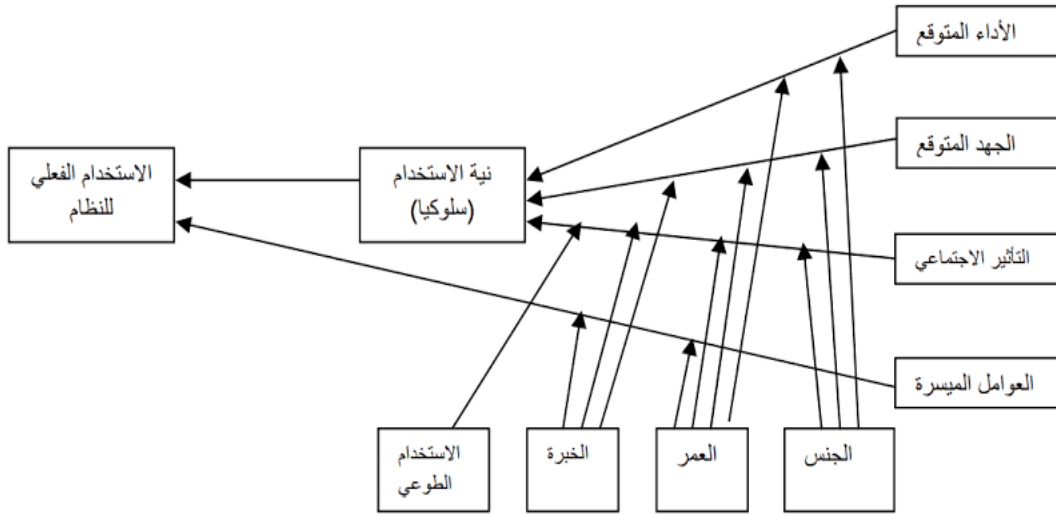 الأداء المتوقع
الجهد المتوقع
التأثير الاجتماعي
العوامل الميسرة
نية الاستخدام
(سلوكيا)
الاستخدام الفعلي
للنظام
الجنس
العمر
الخبرة
الاستخدام
الطوعي